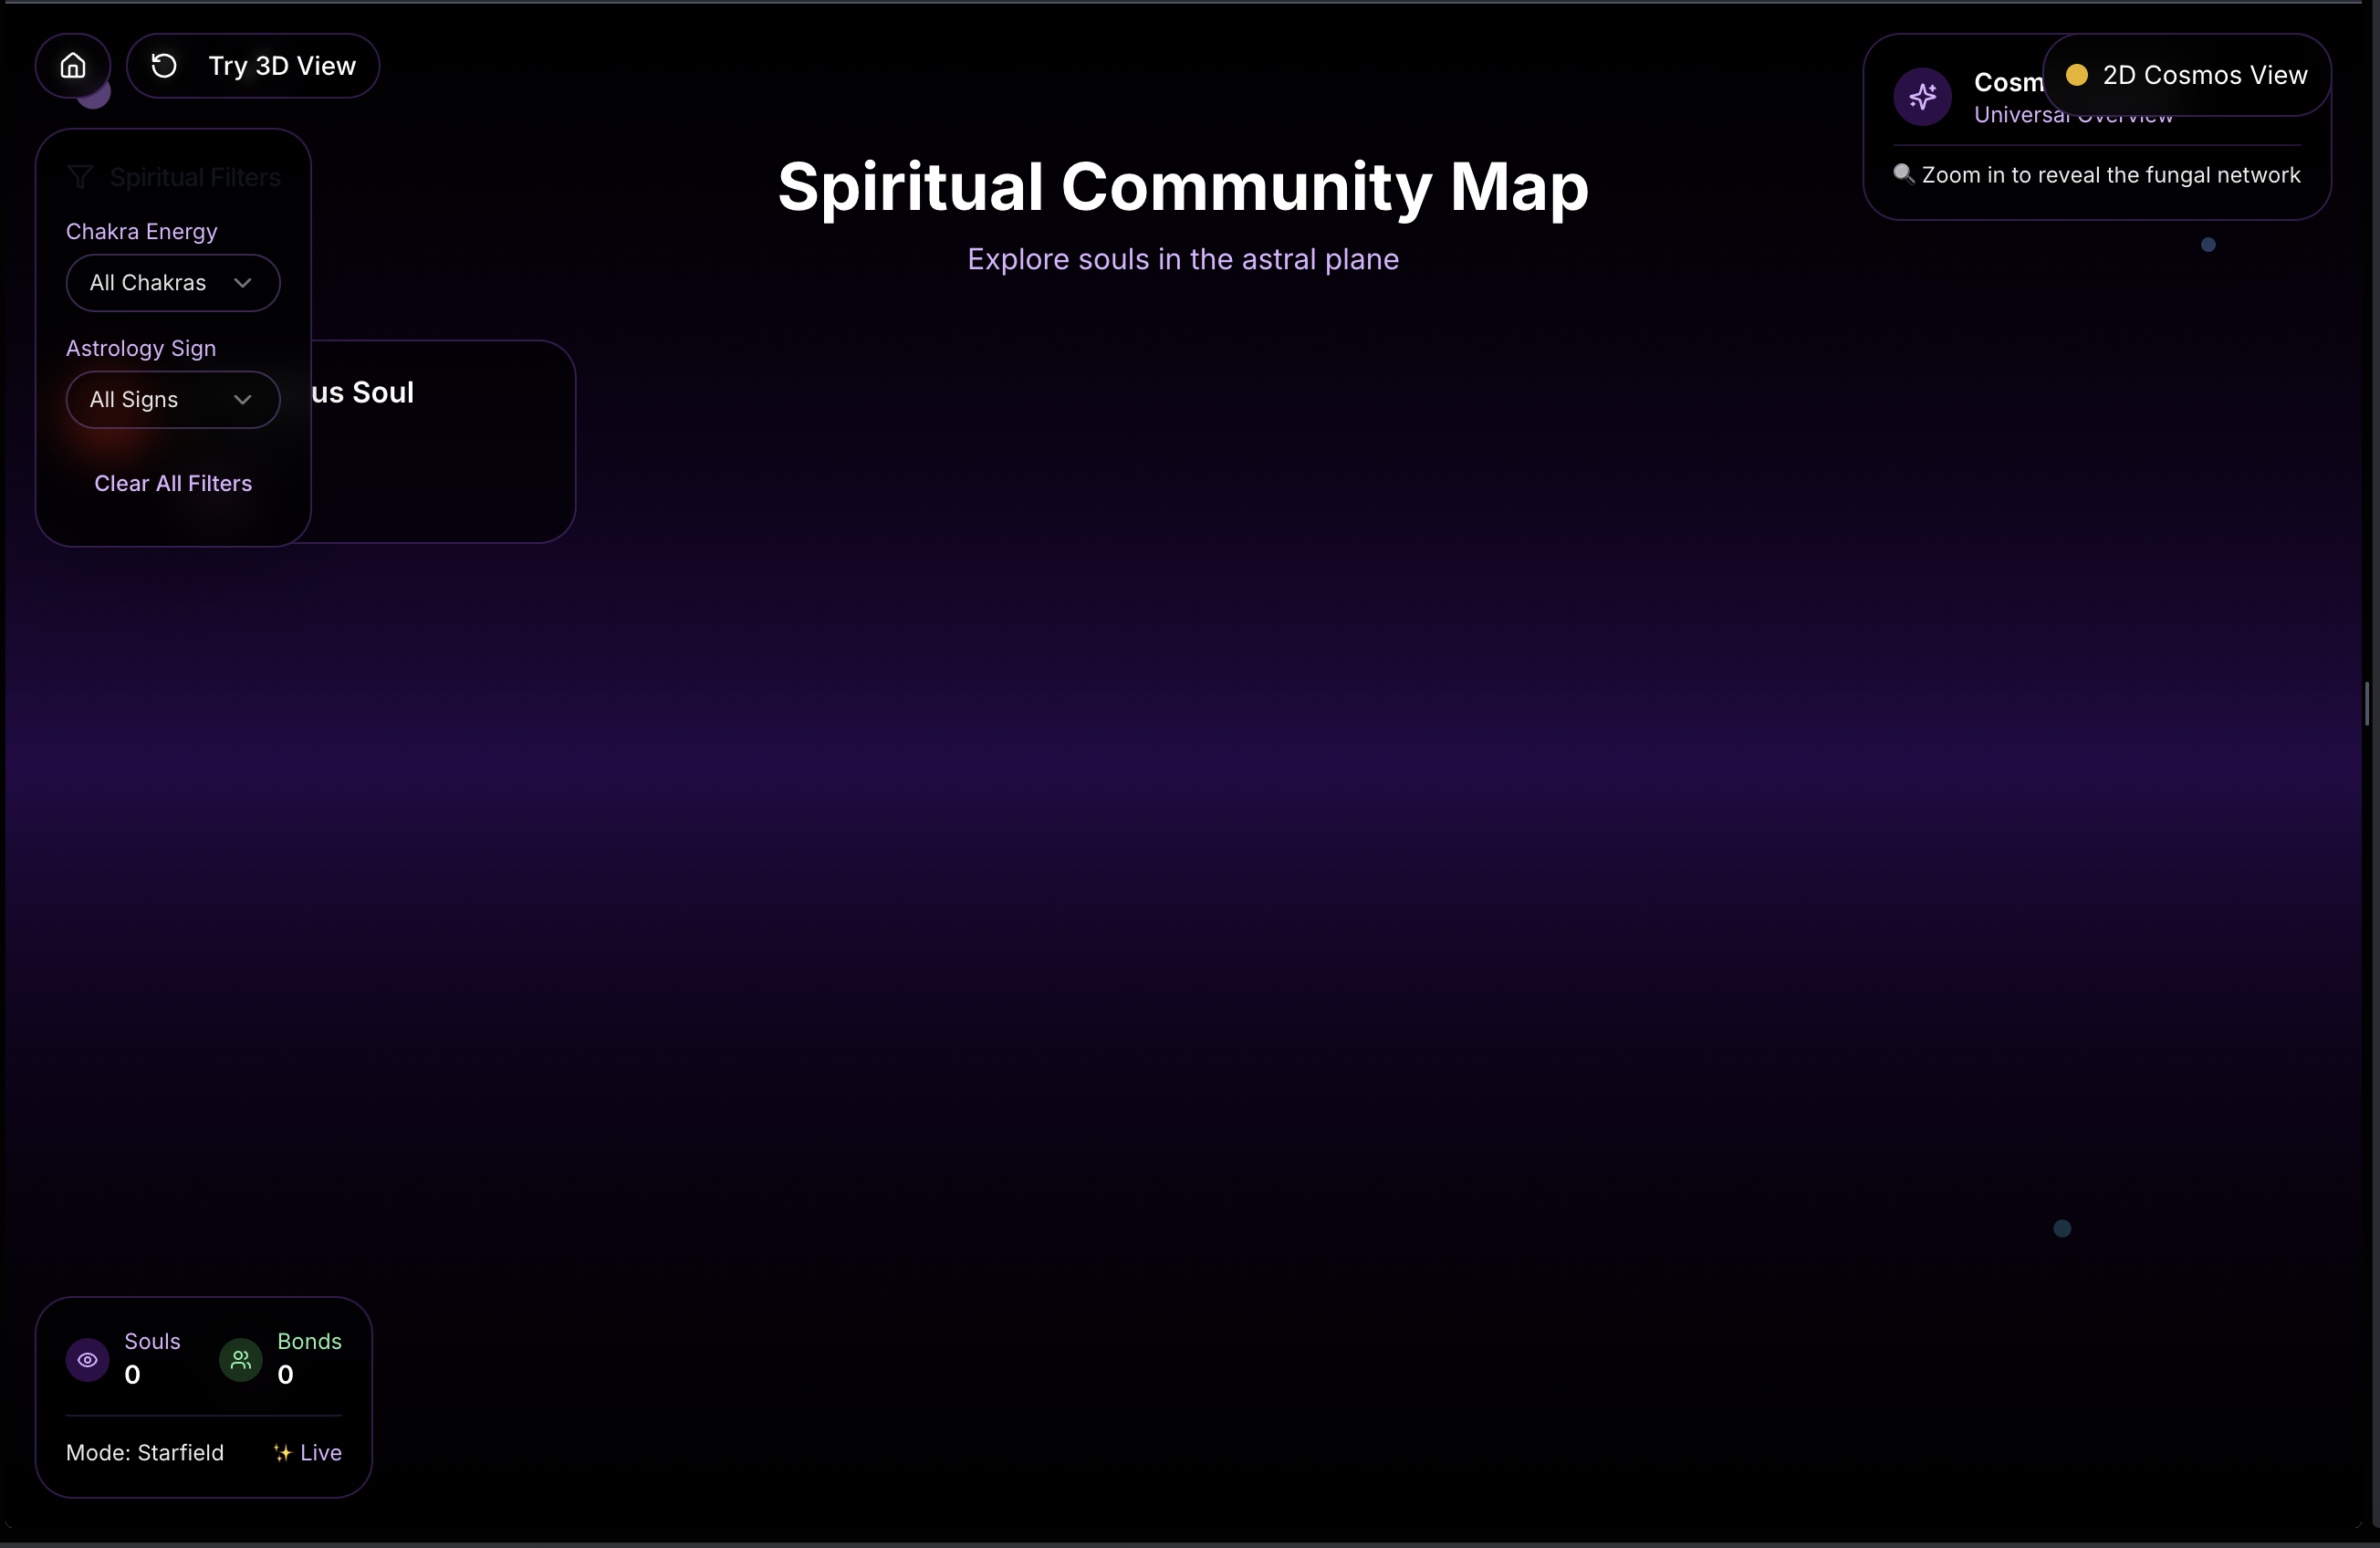 Try 3D View
Cosm
2D Cosmos View
Universal Overview
🔍 Zoom in to reveal the fungal network
Spiritual Community Map
Explore souls in the astral plane
Spiritual Filters
Chakra Energy
All Chakras
Astrology Sign
All Signs
us Soul
Clear All Filters
Souls
0
Bonds
0
Mode: Starfield
✨ Live